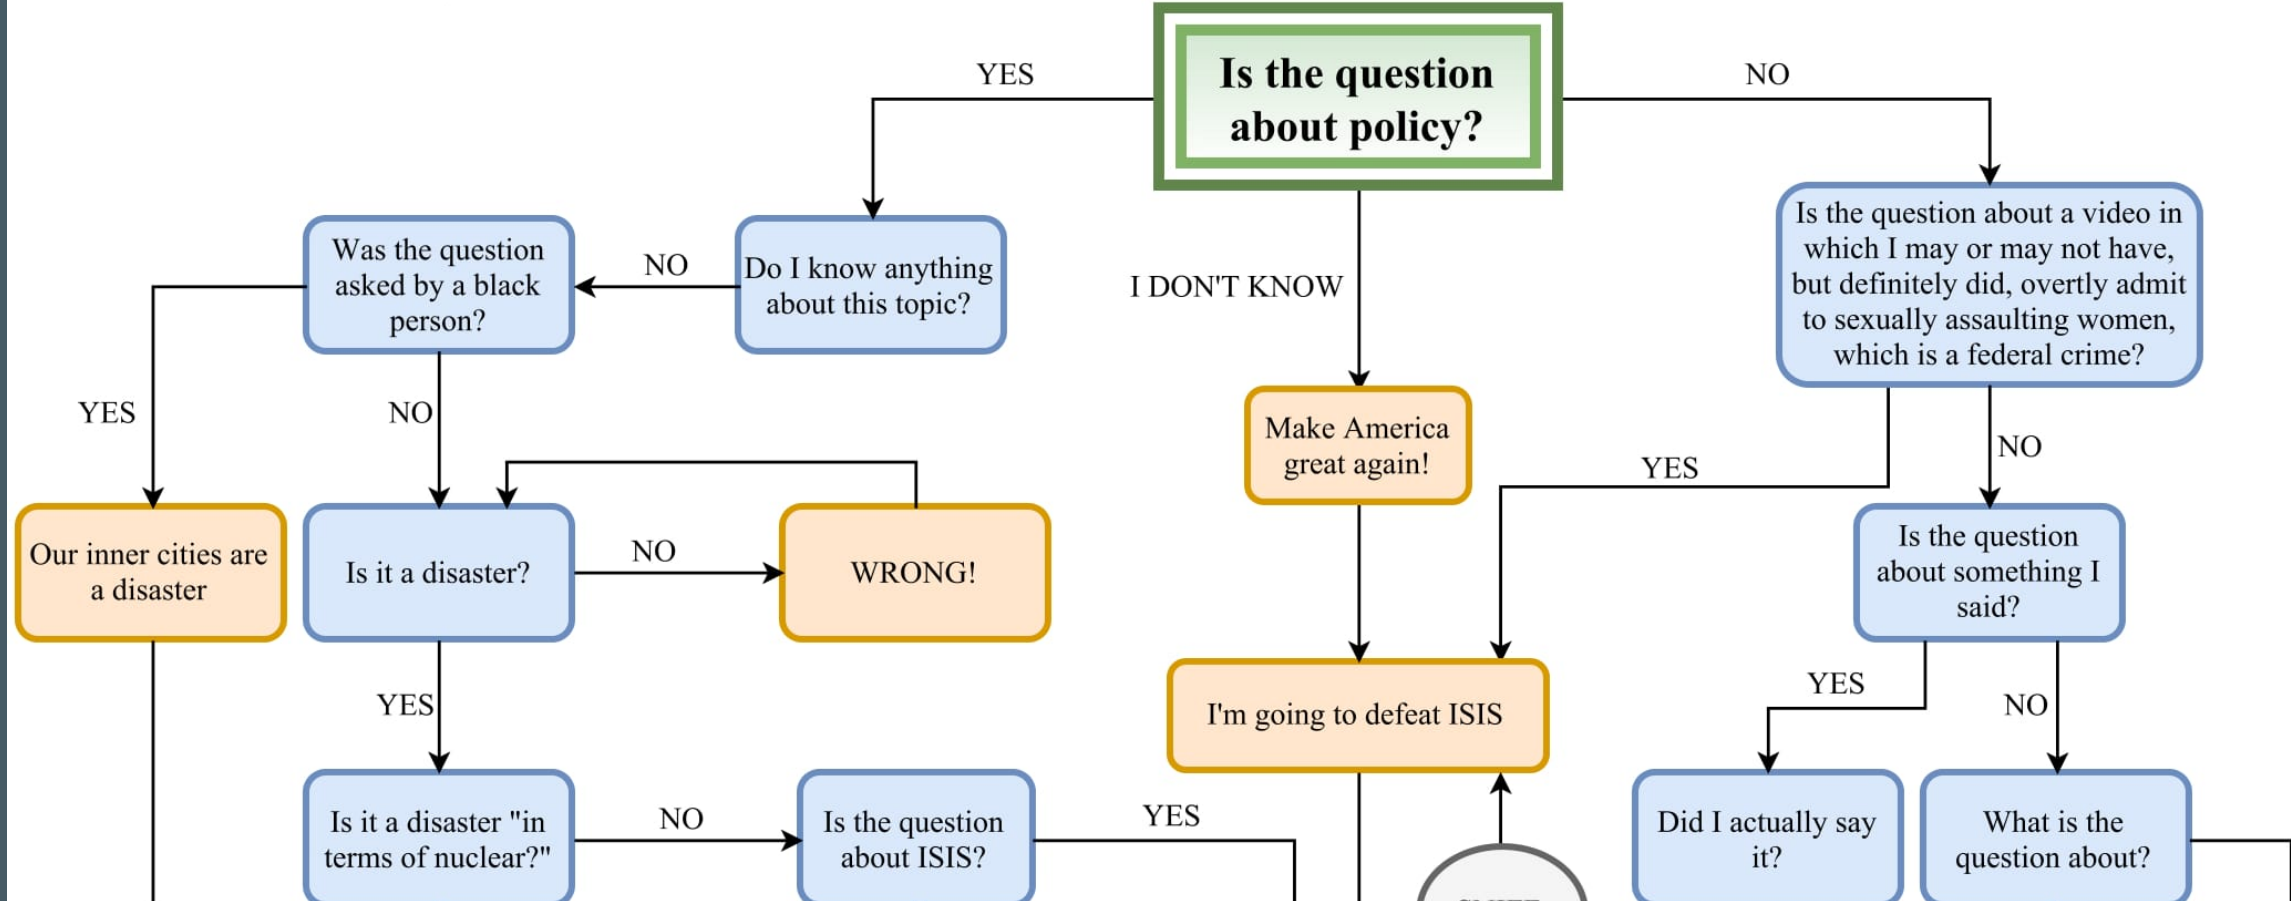 Is the question
about policy?
YES
NO
I DON'T KNOW
Is the question about a video in
which I may or may not have,
but definitely did, overtly admit
to sexually assaulting women,
which is a federal crime?
Do I know anything
about this topic?
NO
Was the question
asked by a black
person?
YES
NO
Make America
great again!
YES
NO
Our inner cities are
a disaster
Is it a disaster?
NO
WRONG!
Is the question
about something I
said?
YES
I'm going to defeat ISIS
YES
NO
Is it a disaster "in
terms of nuclear?"
NO
Is the question
about ISIS?
YES
Did I actually say
it?
What is the
question about?